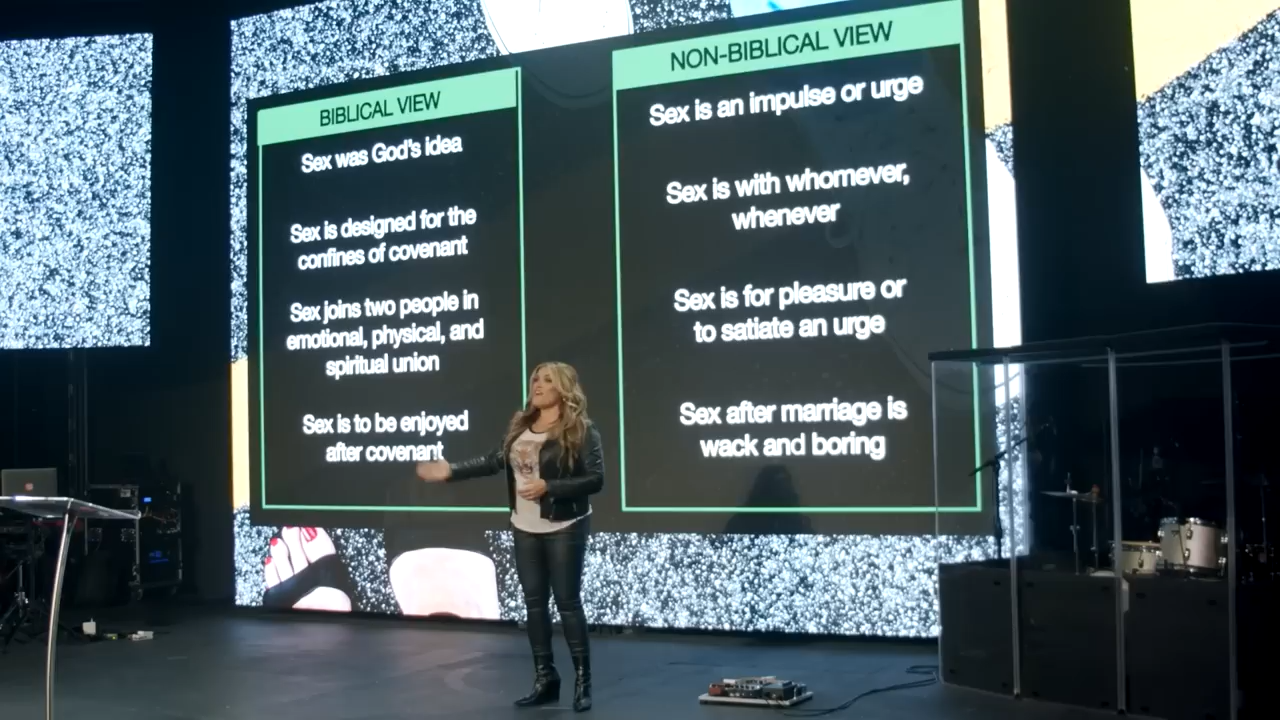 BIBLICAL VIEW
Sex was God's idea
Sex is designed for the
confines of covenant
Sex joins two people in
emotional, physical, and
spiritual union
Sex is to be enjoyed
after covenant
NON-BIBLICAL VIEW
Sex is an impulse or urge
Sex is with whomever,
whenever
Sex is for pleasure or
to satiate an urge
Sex after marriage is
wack and boring